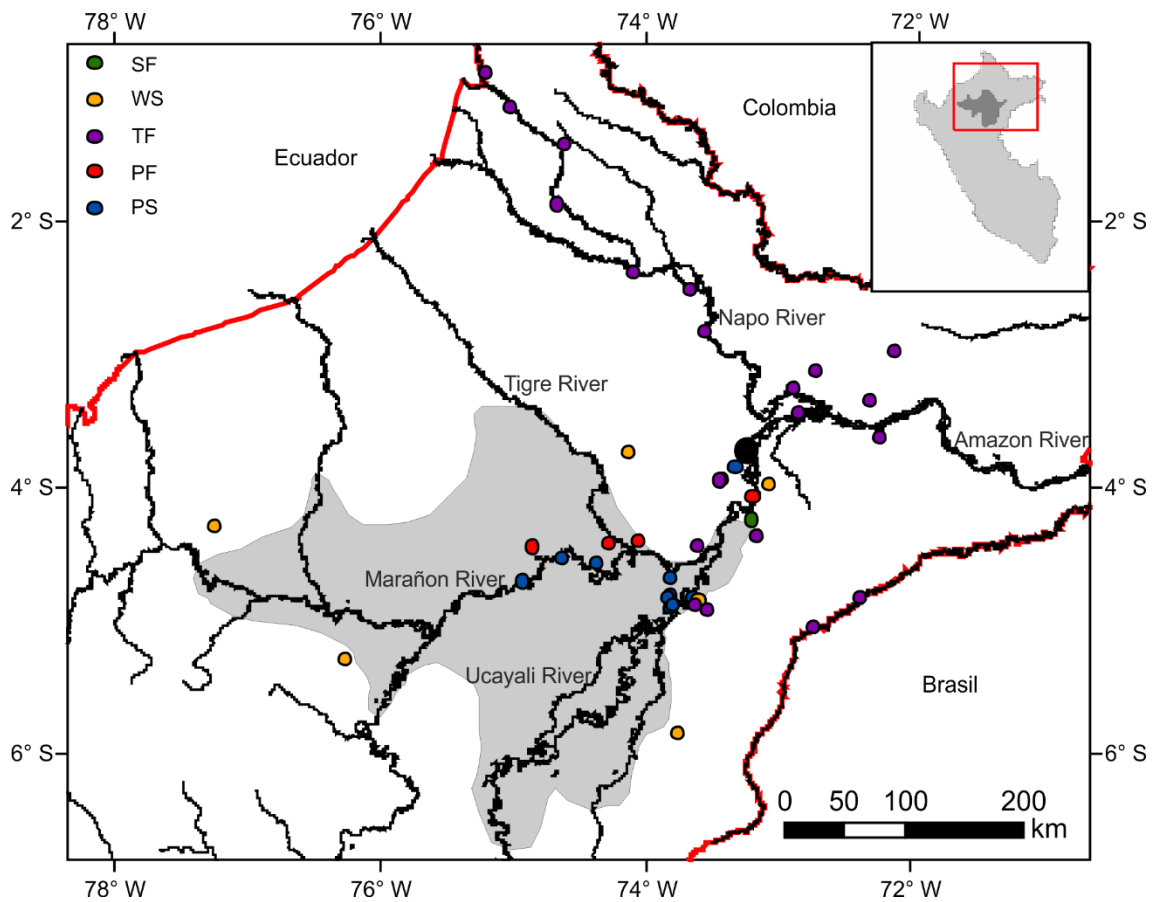 78° W 76° W 74° W 72° W
SF
WS
TF
PF
PS
Colombia
Ecuador
2° S 2° S
Napo River
Tigre River
Amazon River
4° S 4° S
Marañon River
Ucayali River
Brasil
6° S 6° S
0 50 100 200
km
78° W 76° W 74° W 72° W